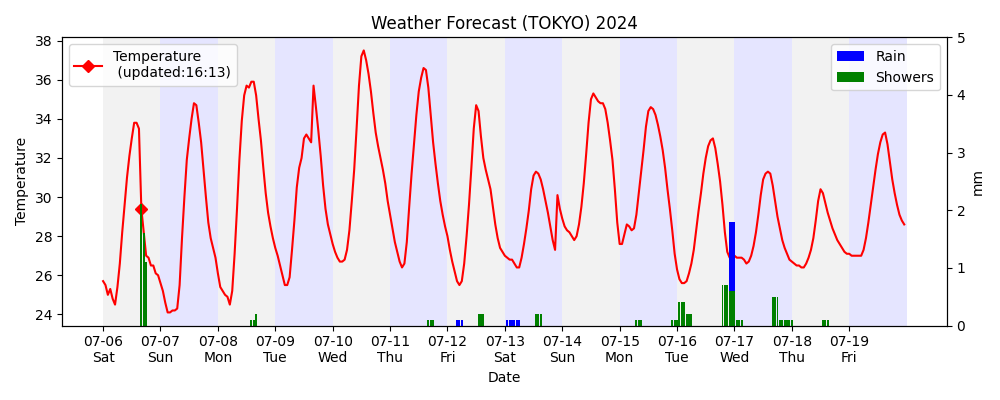 Weather Forecast (TOKYO) 2024
Temperature
(updated:16:13)
Rain
Showers
38
36
34
32
30
28
26
24
Temperature
5
4
3
2
1
0
mm
07-06 07-07 07-08 07-09 07-10 07-11 07-12 07-13 07-14 07-15 07-16 07-17 07-18 07-19
Sat Sun Mon Tue Wed Thu Fri Sat Sun Mon Tue Wed Thu Fri
Date